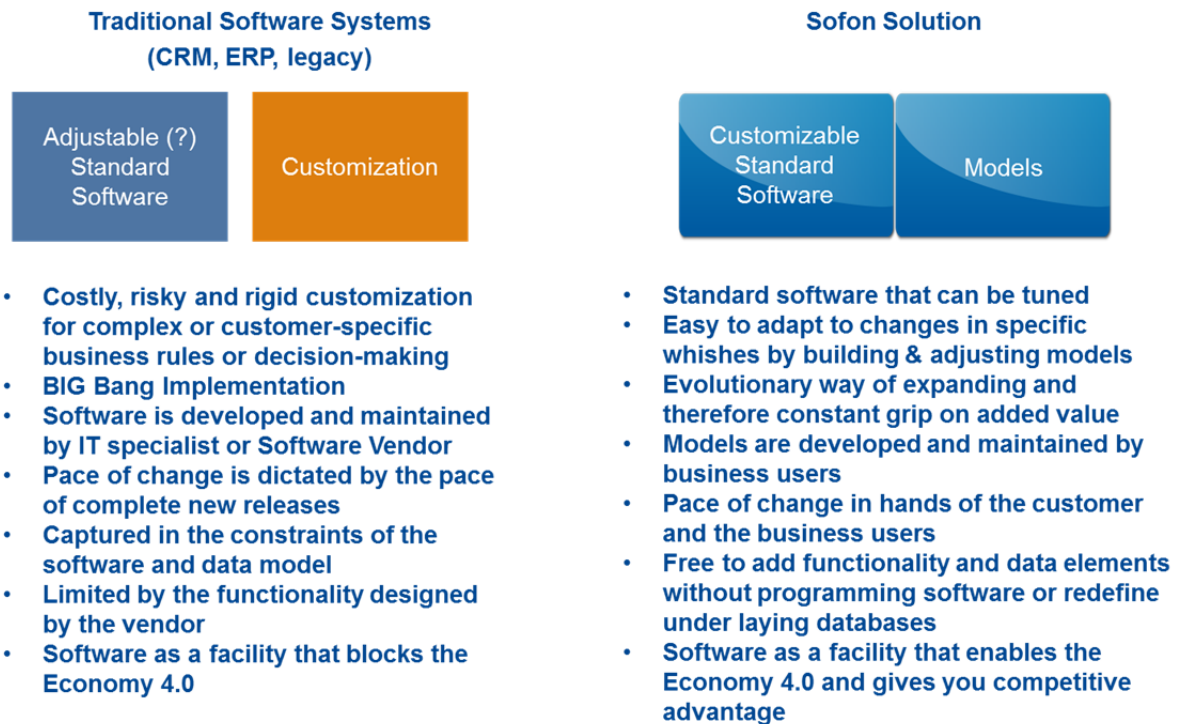 Traditional Software Systems
(CRM, ERP, legacy)
Adjustable (?)
Standard
Software
Customization
• Costly, risky and rigid customization
for complex or customer-specific
business rules or decision-making
• BIG Bang Implementation
• Software is developed and maintained
by IT specialist or Software Vendor
• Pace of change is dictated by the pace
of complete new releases
• Captured in the constraints of the
software and data model
• Limited by the functionality designed
by the vendor
• Software as a facility that blocks the
Economy 4.0
Sofon Solution
Customizable
Standard
Software
Models
• Standard software that can be tuned
• Easy to adapt to changes in specific
whishes by building & adjusting models
• Evolutionary way of expanding and
therefore constant grip on added value
• Models are developed and maintained by
business users
• Pace of change in hands of the customer
and the business users
• Free to add functionality and data elements
without programming software or redefine
under laying databases
• Software as a facility that enables the
Economy 4.0 and gives you competitive
advantage